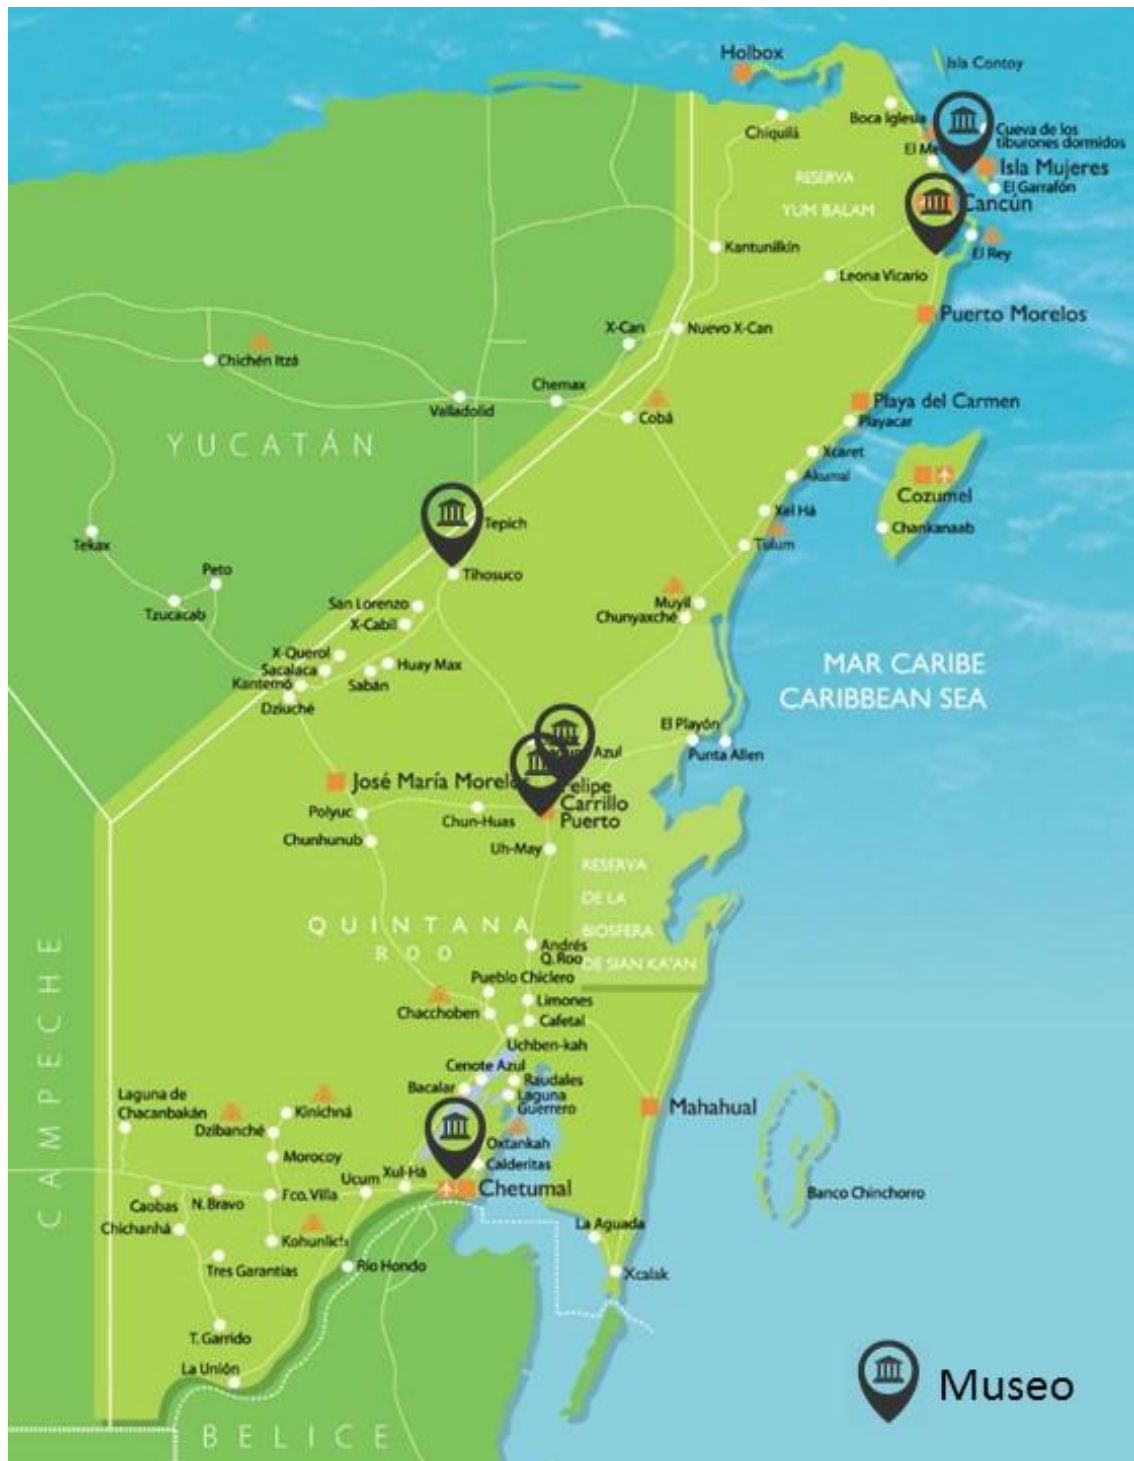 Holbox
Isla Contoy
Boca Iglesia
Chiquilá
Cueva de los
tiburones dormidos
El Me
Isla Mujeres
RESERVA
YUM BALAM
El Garrafón
Cancún
Kantunilkín
El Rey
Leona Vicario
Puerto Morelos
X-Can
Nuevo X-Can
Chichén Itzá
Chemax
Valladolid
Cobá
Playa del Carmen
Playacar
YUCATÁN
Xcaret
Akumal
Cozumel
Xel Há
Tepich
Chankanaab
Tekax
Tulum
Peto
Tihosuco
Tzucacab
San Lorenzo
X-Cabil
Muyil
Chunyaxché
X-Querol
Sacalaca
Kantemó
Huay Max
Sabán
Dziuché
MAR CARIBE
CARIBBEAN SEA
El Playón
Punta Allen
Azul
José María Morelos
Felipe
Carrillo
Puerto
Polyuc
Chun-Huas
Chunhunub
Uh-May
RESERVA
DE LA
BIOSFERA
DE SIAN KA'AN
QUINTANA
ROO
Andrés
Q. Roo
Pueblo Chiclero
Limones
Chacchoben
Cafetal
Uchben-kah
CAMPECHE
Cenote Azul
Bacalar
Raudales
Laguna
Guerrero
Laguna de
Chacanbakán
Kinichná
Dzibanché
Mahahual
Oxtankah
Morocoy
Calderitas
Xul-Há
Ucum
Chetumal
Caobas
N. Bravo
Fco. Villa
Banco Chinchorro
Chichanhá
La Aguada
Kohunlich
Tres Garantías
Río Hondo
Xcalak
T. Garrido
La Unión
Museo
BELICE